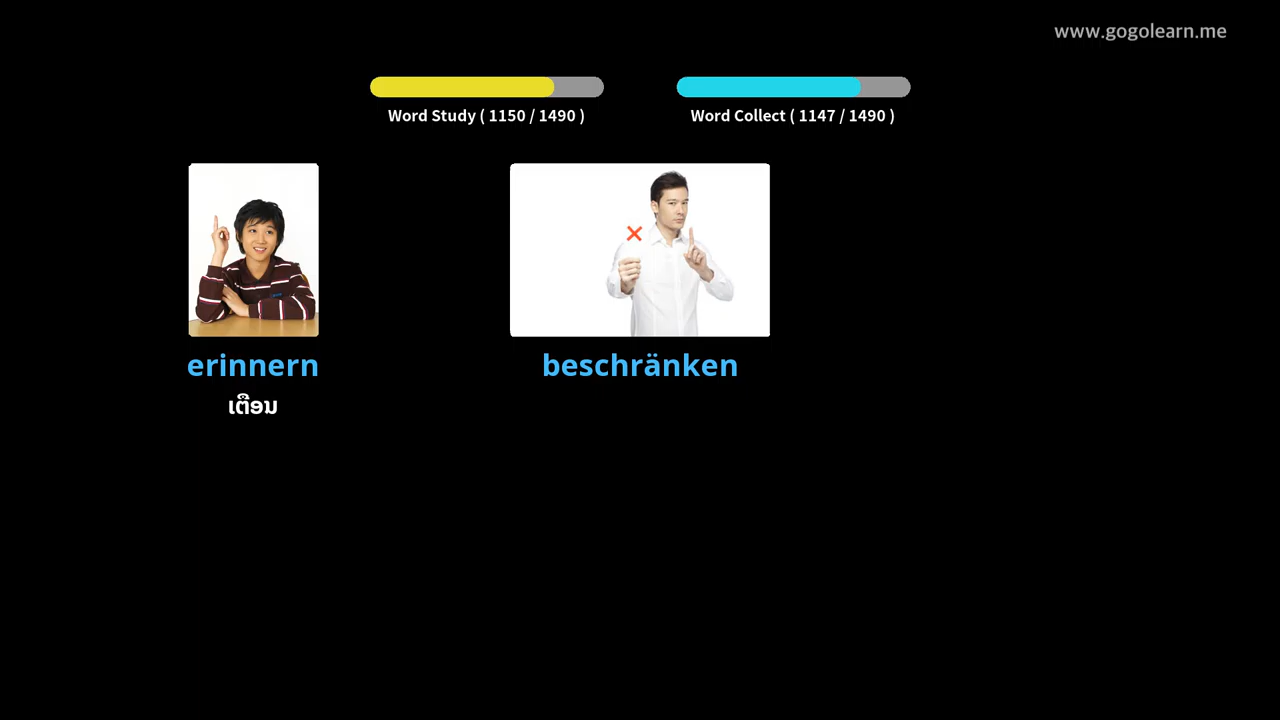 www.gogolearn.me
Word Study ( 1150 / 1490 )
Word Collect ( 1147 / 1490 )
erinnern
beschränken
ເຕືອນ